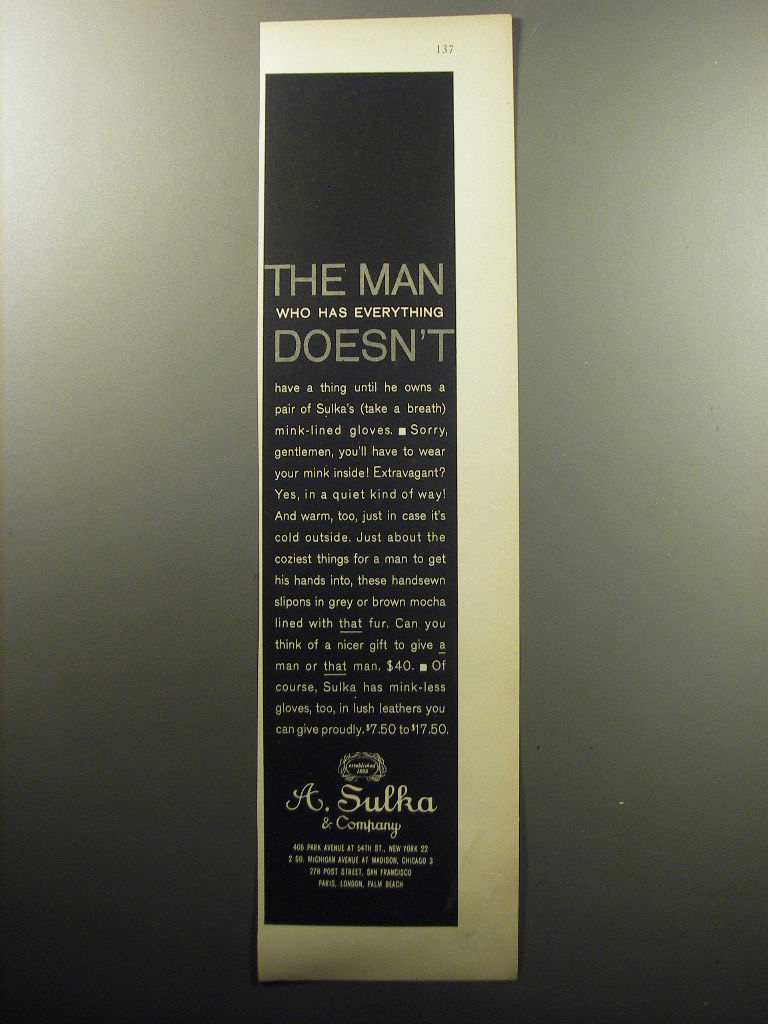 137
THE MAN
WHO HAS EVERYTHING
DOESN'T
have a thing until he owns a
pair of Sulka's (take a breath)
mink-lined gloves. ■ Sorry,
gentlemen, you'll have to wear
your mink inside! Extravagant?
Yes, in a quiet kind of way!
And warm, too, just in case it's
cold outside. Just about the
coziest things for a man to get
his hands into, these handsewn
slipons in grey or brown mocha
lined with that fur. Can you
think of a nicer gift to give a
man or that man. $40. ■ Of
course, Sulka has mink-less
gloves, too, in lush leathers you
can give proudly. $7.50 to $17.50.
established
1895
A. Sulka
& Company
405 PARK AVENUE AT 54TH ST., NEW YORK 22
2 SO. MICHIGAN AVENUE AT MADISON, CHICAGO 3
278 POST STREET, SAN FRANCISCO
PARIS, LONDON, PALM BEACH